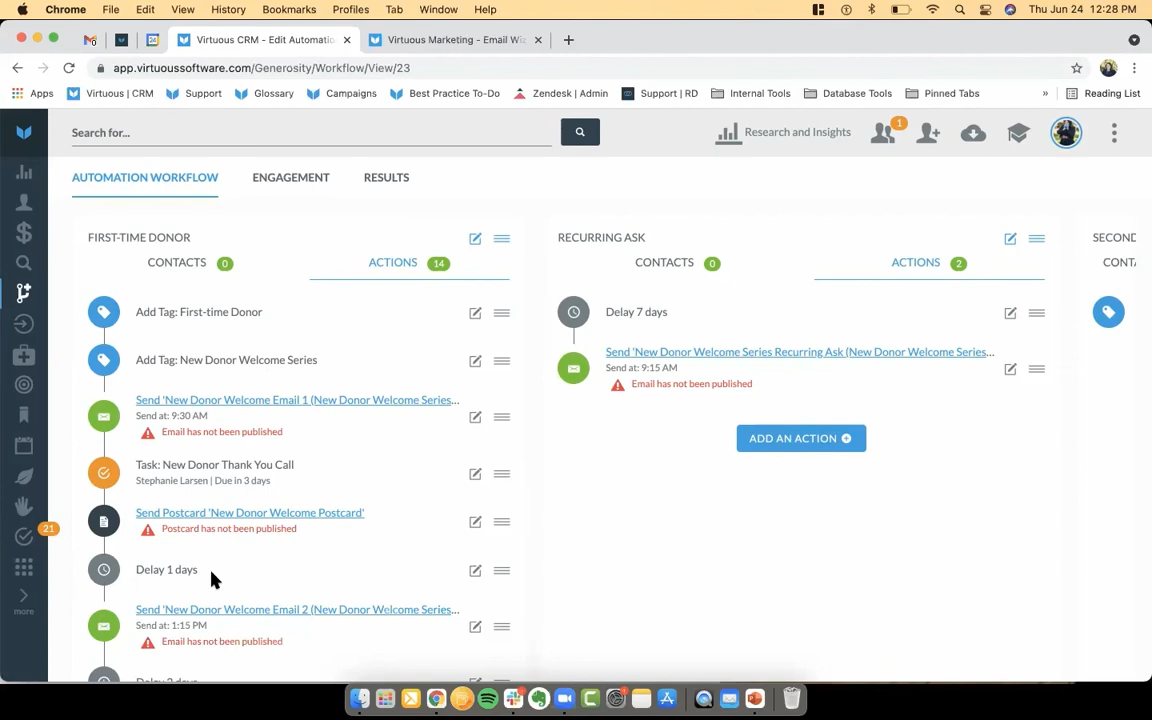 Chrome File Edit View History Bookmarks Profiles Tab Window Help Thu Jun 24 12:28 PM
Virtuous CRM - Edit Automatio Virtuous Marketing - Email Wiz
app.virtuoussoftware.com/Generosity/Workflow/View/23
Apps Virtuous | CRM Support Glossary Campaigns Best Practice To-Do Zendesk | Admin Support | RD Internal Tools Database Tools Pinned Tabs » Reading List
Search for... Research and Insights 1
AUTOMATION WORKFLOW ENGAGEMENT RESULTS
FIRST-TIME DONOR
CONTACTS 0 ACTIONS 14
Add Tag: First-time Donor
Add Tag: New Donor Welcome Series
Send 'New Donor Welcome Email 1 (New Donor Welcome Series...
Send at: 9:30 AM
Email has not been published
Task: New Donor Thank You Call
Stephanie Larsen | Due in 3 days
Send Postcard 'New Donor Welcome Postcard'
Postcard has not been published
Delay 1 days
Send 'New Donor Welcome Email 2 (New Donor Welcome Series...
Send at: 1:15 PM
Email has not been published
RECURRING ASK
CONTACTS 0 ACTIONS 2
Delay 7 days
Send 'New Donor Welcome Series Recurring Ask (New Donor Welcome Series...
Send at: 9:15 AM
Email has not been published
ADD AN ACTION
SECOND
CONTA
21
more